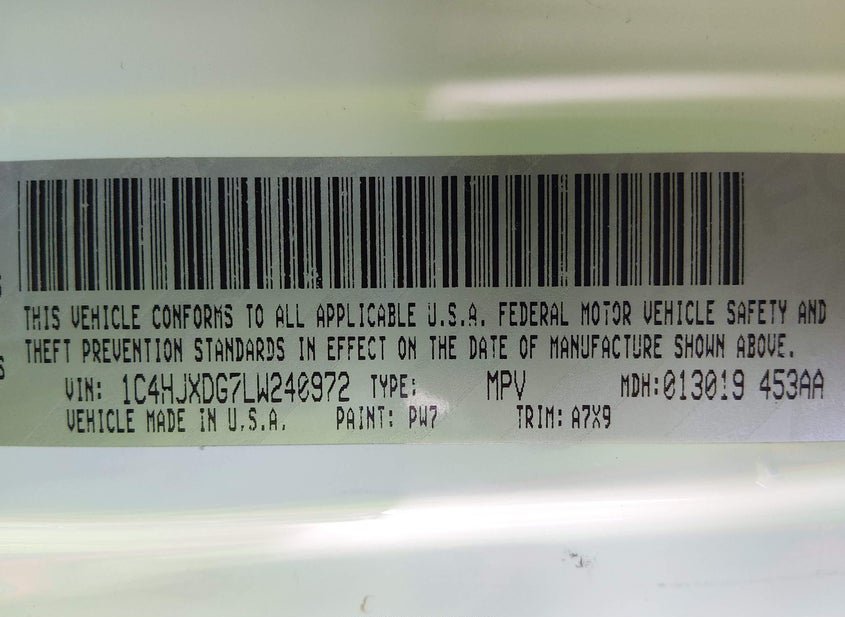 THIS VEHICLE CONFORMS TO ALL APPLICABLE U.S.A. FEDERAL MOTOR VEHICLE SAFETY AND
THEFT PREVENTION STANDARDS IN EFFECT ON THE DATE OF MANUFACTURE SHOWN ABOVE.
VIN: 1C4HJXDG7LW240972 TYPE: MPV MDH:013019 453AA
VEHICLE MADE IN U.S.A. PAINT: PW7 TRIM: A7X9